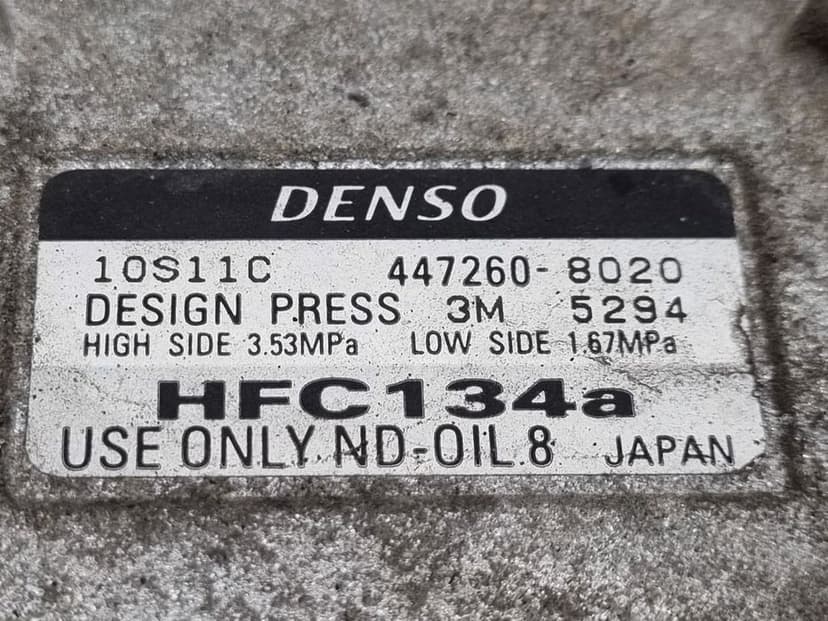 DENSO
10S11C 447260-8020
DESIGN PRESS 3M 5294
HIGH SIDE 3.53MPa LOW SIDE 1.67MPa
HFC134a
USE ONLY ND-OIL 8 JAPAN